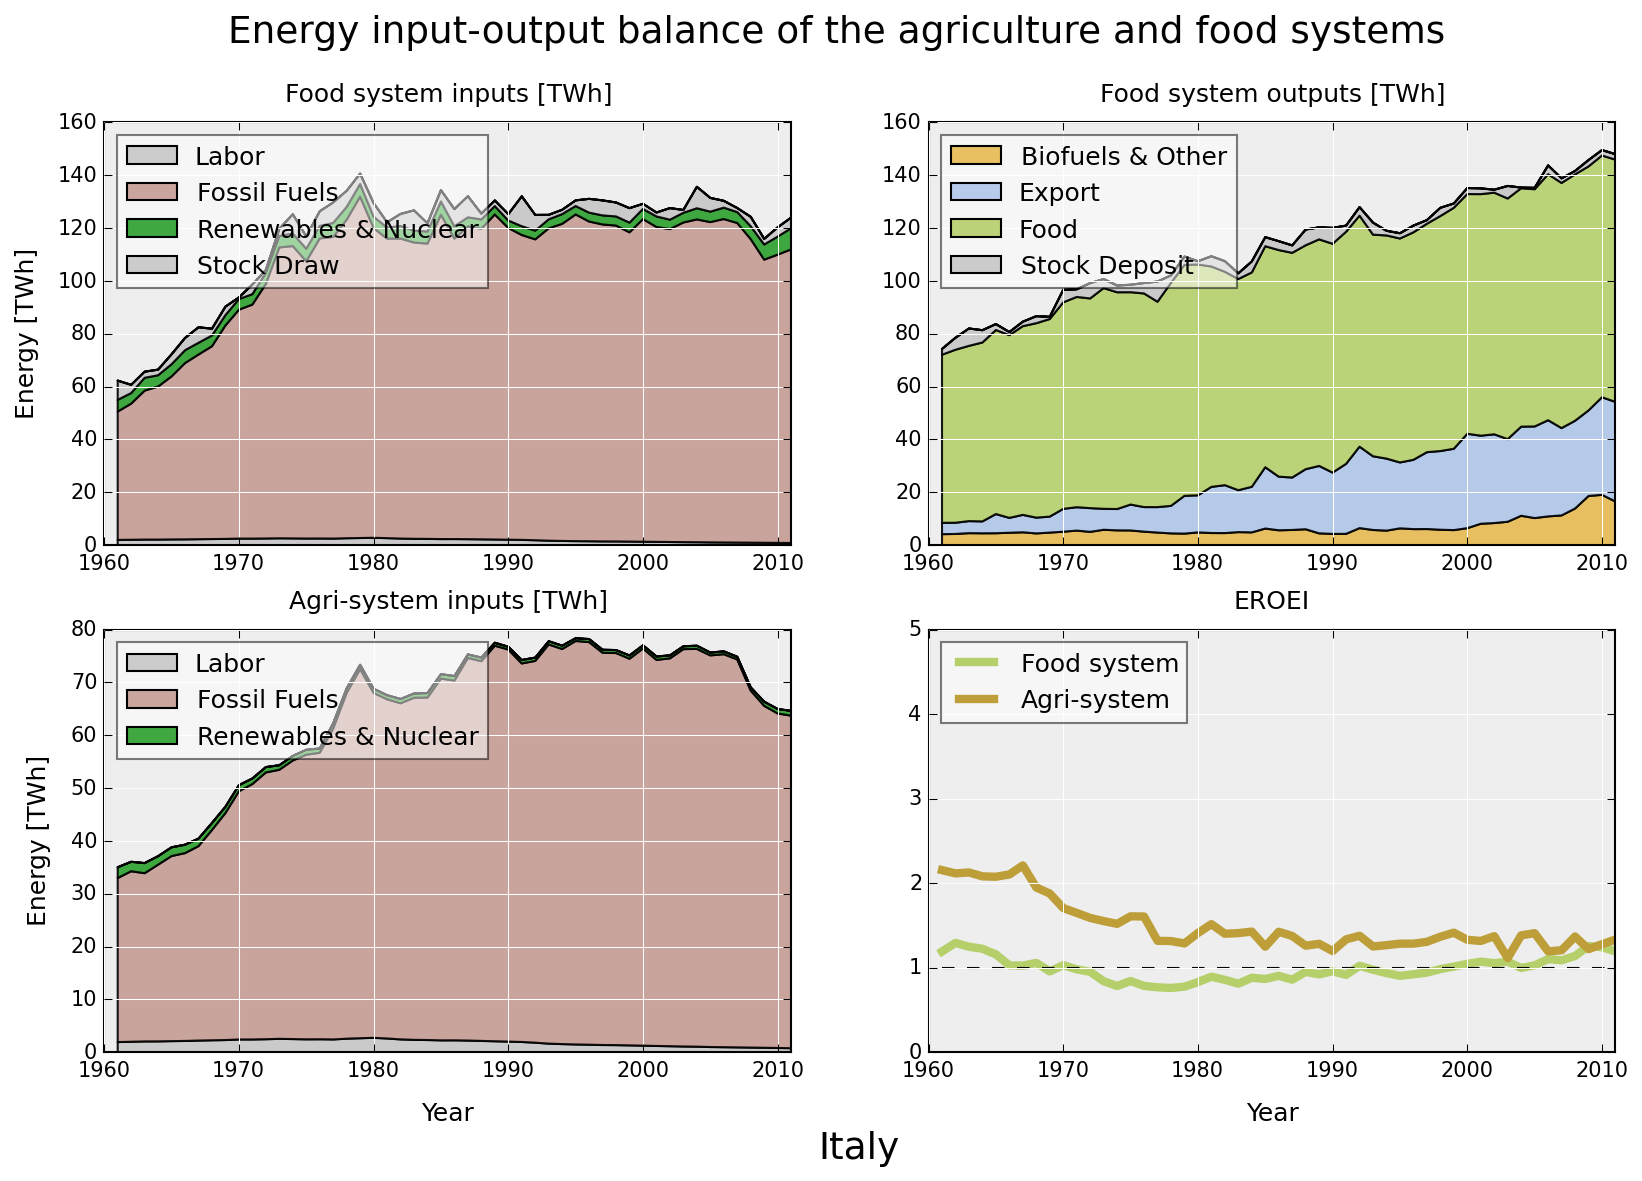 Energy input-output balance of the agriculture and food systems
Food system inputs [TWh]
Energy [TWh]
160
140
120
100
80
60
40
20
0
Labor
Fossil Fuels
Renewables & Nuclear
Stock Draw
1960 1970 1980 1990 2000 2010
Food system outputs [TWh]
160
140
120
100
80
60
40
20
0
Biofuels & Other
Export
Food
Stock Deposit
1960 1970 1980 1990 2000 2010
Agri-system inputs [TWh]
Energy [TWh]
80
70
60
50
40
30
20
10
0
Labor
Fossil Fuels
Renewables & Nuclear
1960 1970 1980 1990 2000 2010
Year
EROEI
5
4
3
2
1
0
Food system
Agri-system
1960 1970 1980 1990 2000 2010
Year
Italy